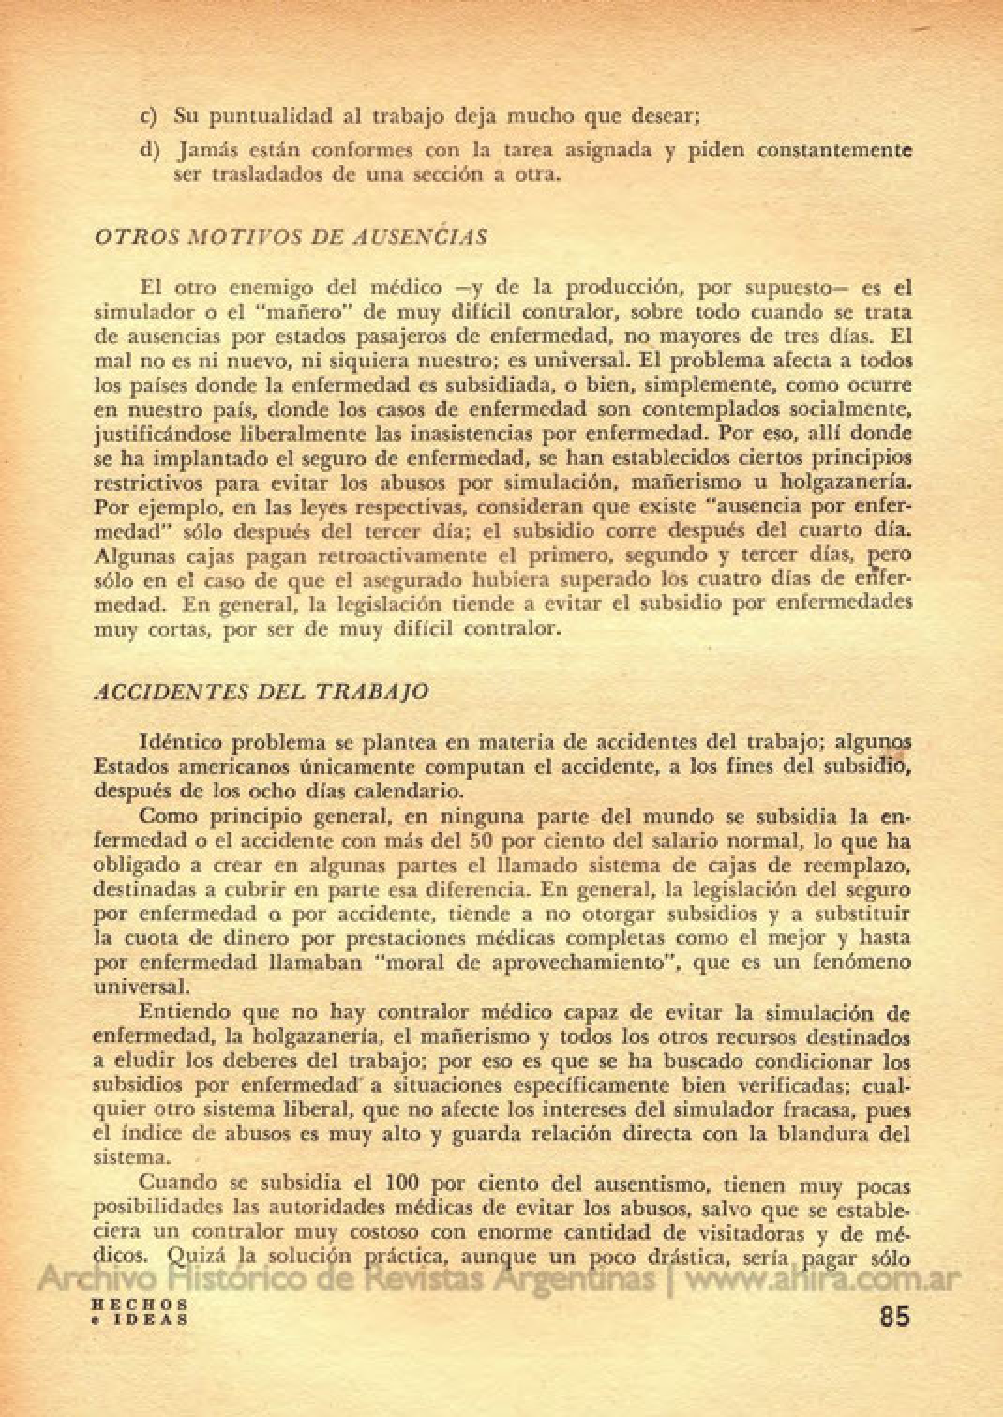 c) Su puntualidad al trabajo deja mucho que desear;
d) Jamás están conformes con la tarea asignada y piden constantemente
ser trasladados de una sección a otra.
OTROS MOTIVOS DE AUSENCIAS
El otro enemigo del médico —y de la producción, por supuesto— es el
simulador o el "mañero" de muy difícil contralor, sobre todo cuando se trata
de ausencias por estados pasajeros de enfermedad, no mayores de tres días. El
mal no es ni nuevo, ni siquiera nuestro; es universal. El problema afecta a todos
los países donde la enfermedad es subsidiada, o bien, simplemente, como ocurre
en nuestro país, donde los casos de enfermedad son contemplados socialmente,
justificándose liberalmente las inasistencias por enfermedad. Por eso, allí donde
se ha implantado el seguro de enfermedad, se han establecidos ciertos principios
restrictivos para evitar los abusos por simulación, mañerismo u holgazanería.
Por ejemplo, en las leyes respectivas, consideran que existe "ausencia por enfer-
medad" sólo después del tercer día; el subsidio corre después del cuarto día.
Algunas cajas pagan retroactivamente el primero, segundo y tercer días, pero
sólo en el caso de que el asegurado hubiera superado los cuatro días de enfer-
medad. En general, la legislación tiende a evitar el subsidio por enfermedades
muy cortas, por ser de muy difícil contralor.
ACCIDENTES DEL TRABAJO
Idéntico problema se plantea en materia de accidentes del trabajo; algunos
Estados americanos únicamente computan el accidente, a los fines del subsidio,
después de los ocho días calendario.
Como principio general, en ninguna parte del mundo se subsidia la en-
fermedad o el accidente con más del 50 por ciento del salario normal, lo que ha
obligado a crear en algunas partes el llamado sistema de cajas de reemplazo,
destinadas a cubrir en parte esa diferencia. En general, la legislación del seguro
por enfermedad o por accidente, tiende a no otorgar subsidios y a substituir
la cuota de dinero por prestaciones médicas completas como el mejor y hasta
por enfermedad llamaban "moral de aprovechamiento", que es un fenómeno
universal.
Entiendo que no hay contralor médico capaz de evitar la simulación de
enfermedad, la holgazanería, el mañerismo y todos los otros recursos destinados
a eludir los deberes del trabajo; por eso es que se ha buscado condicionar los
subsidios por enfermedad a situaciones específicamente bien verificadas; cual-
quier otro sistema liberal, que no afecte los intereses del simulador fracasa, pues
el índice de abusos es muy alto y guarda relación directa con la blandura del
sistema.
Cuando se subsidia el 100 por ciento del ausentismo, tienen muy pocas
posibilidades las autoridades médicas de evitar los abusos, salvo que se estable-
ciera un contralor muy costoso con enorme cantidad de visitadoras y de mé-
dicos. Quizá la solución práctica, aunque un poco drástica, sería pagar sólo
Archivo Histórico de Revistas Argentinas | www.ahira.com.ar
HECHOS
e IDEAS
85